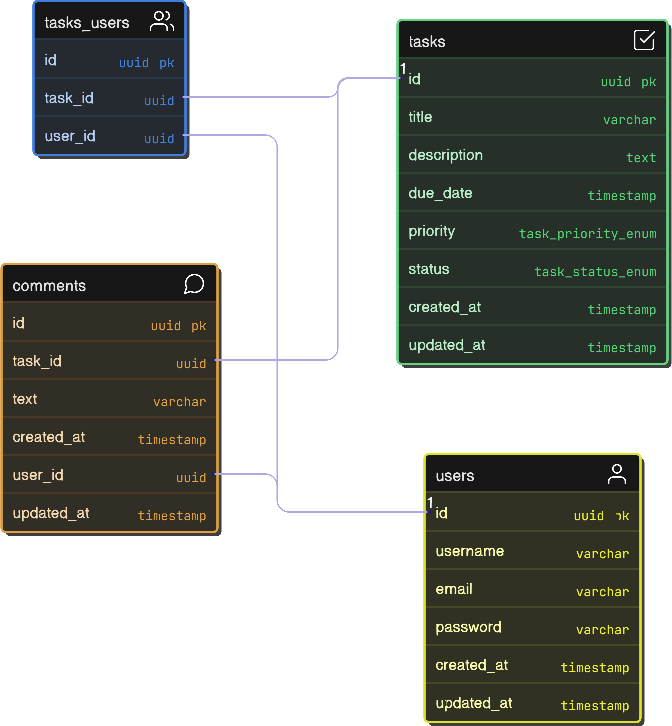 tasks_users
id uuid pk
task_id uuid
user_id uuid
tasks
1
id uuid pk
title varchar
description text
due_date timestamp
priority task_priority_enum
status task_status_enum
created_at timestamp
updated_at timestamp
comments
id uuid pk
task_id uuid
text varchar
created_at timestamp
user_id uuid
updated_at timestamp
users
1
id uuid pk
username varchar
email varchar
password varchar
created_at timestamp
updated_at timestamp